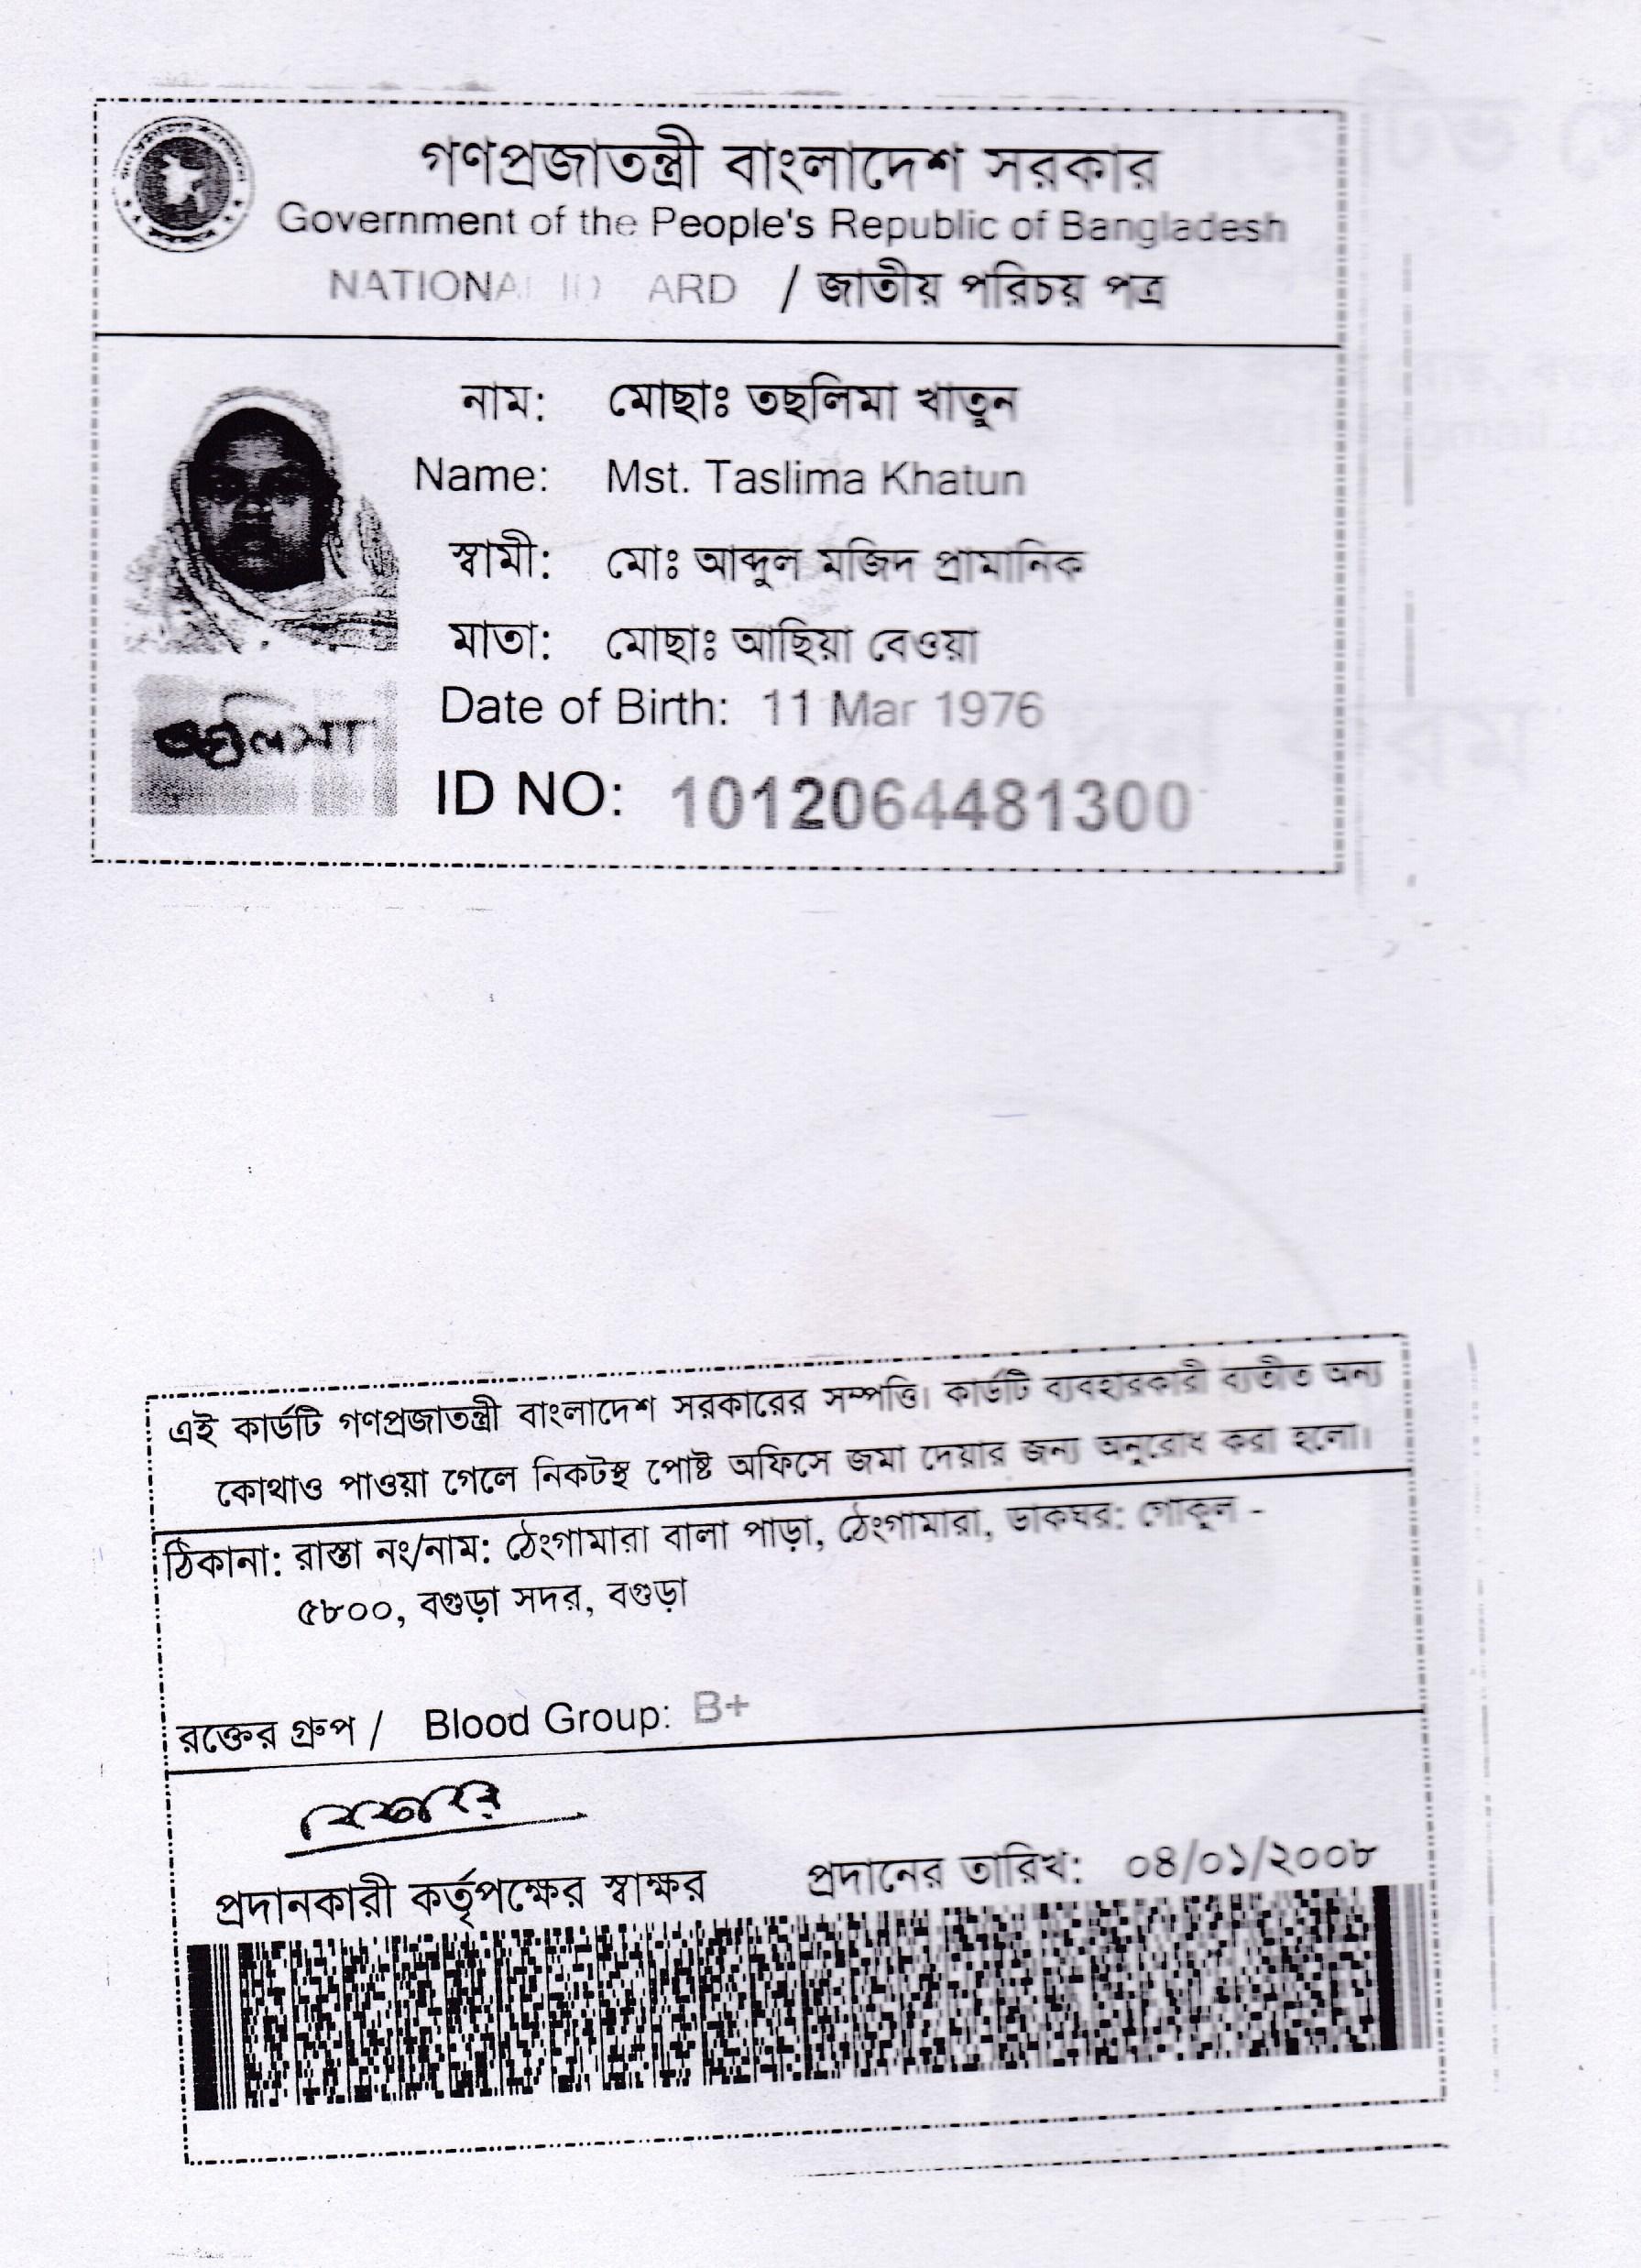 গণপ্রজাতন্ত্রী বাংলাদেশ সরকার
Government of the People's Republic of Bangladesh
NATIONAL ID CARD / জাতীয় পরিচয় পত্র
নাম: মোছাঃ তছলিমা খাতুন
Name: Mst. Taslima Khatun
স্বামী: মোঃ আব্দুল মজিদ প্রামানিক
মাতা: মোছাঃ আছিয়া বেওয়া
Date of Birth: 11 Mar 1976
তছলিমা
ID NO: 1012064481300
এই কার্ডটি গণপ্রজাতন্ত্রী বাংলাদেশ সরকারের সম্পত্তি। কার্ডটি ব্যবহারকারী ব্যতীত অন্য
কোথাও পাওয়া গেলে নিকটস্থ পোষ্ট অফিসে জমা দেয়ার জন্য অনুরোধ করা হলো।
ঠিকানা: রাস্তা নং/নাম: ঠেংগামারা বালা পাড়া, ঠেংগামারা, ডাকঘর: গোকুল -
৫৮০০, বগুড়া সদর, বগুড়া
রক্তের গ্রুপ / Blood Group: B+
প্রদানকারী কর্তৃপক্ষের স্বাক্ষর প্রদানের তারিখ: ০৪/০১/২০০৮